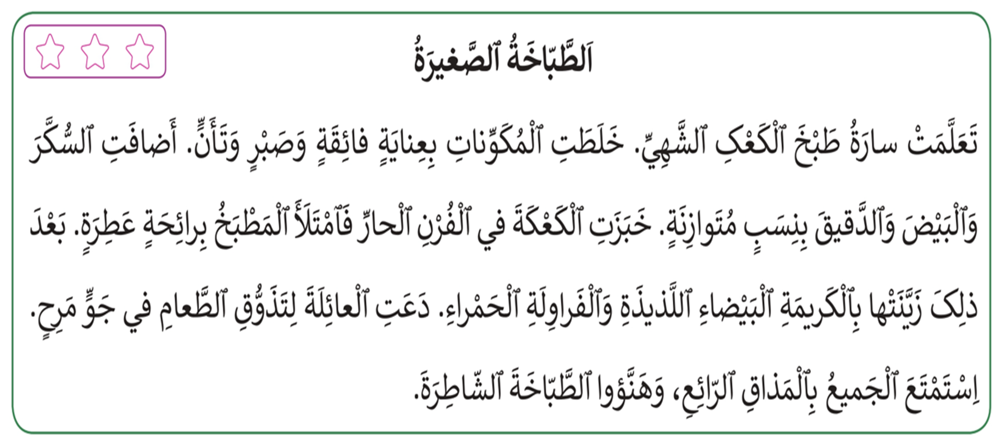 اَلطَّبّاخَةُ ٱلصَّغيرَةُ
تَعَلَّمَتْ سارَةُ طَبْخَ ٱلْكَعْكِ ٱلشَّهِيِّ. خَلَطَتِ ٱلْمُكَوِّناتِ بِعِنايَةٍ فائِقَةٍ وَصَبْرٍ وَتَأَنٍّ. أَضافَتِ ٱلسُّكَّرَ
وَٱلْبَيْضَ وَٱلدَّقيقَ بِنِسَبٍ مُتَوازِنَةٍ. خَبَزَتِ ٱلْكَعْكَةَ في ٱلْفُرْنِ ٱلْحارِّ فَٱمْتَلَأَ ٱلْمَطْبَخُ بِرائِحَةٍ عَطِرَةٍ. بَعْدَ
ذلِكَ زَيَّنَتْها بِٱلْكَريمَةِ ٱلْبَيْضاءِ ٱللَّذيذَةِ وَٱلْفَراوِلَةِ ٱلْحَمْراءِ. دَعَتِ ٱلْعائِلَةَ لِتَذَوُّقِ ٱلطَّعامِ في جَوٍّ مَرِحٍ.
اِسْتَمْتَعَ ٱلْجَميعُ بِٱلْمَذاقِ ٱلرّائِعِ، وَهَنَّؤوا ٱلطَّبّاخَةَ ٱلشّاطِرَةَ.